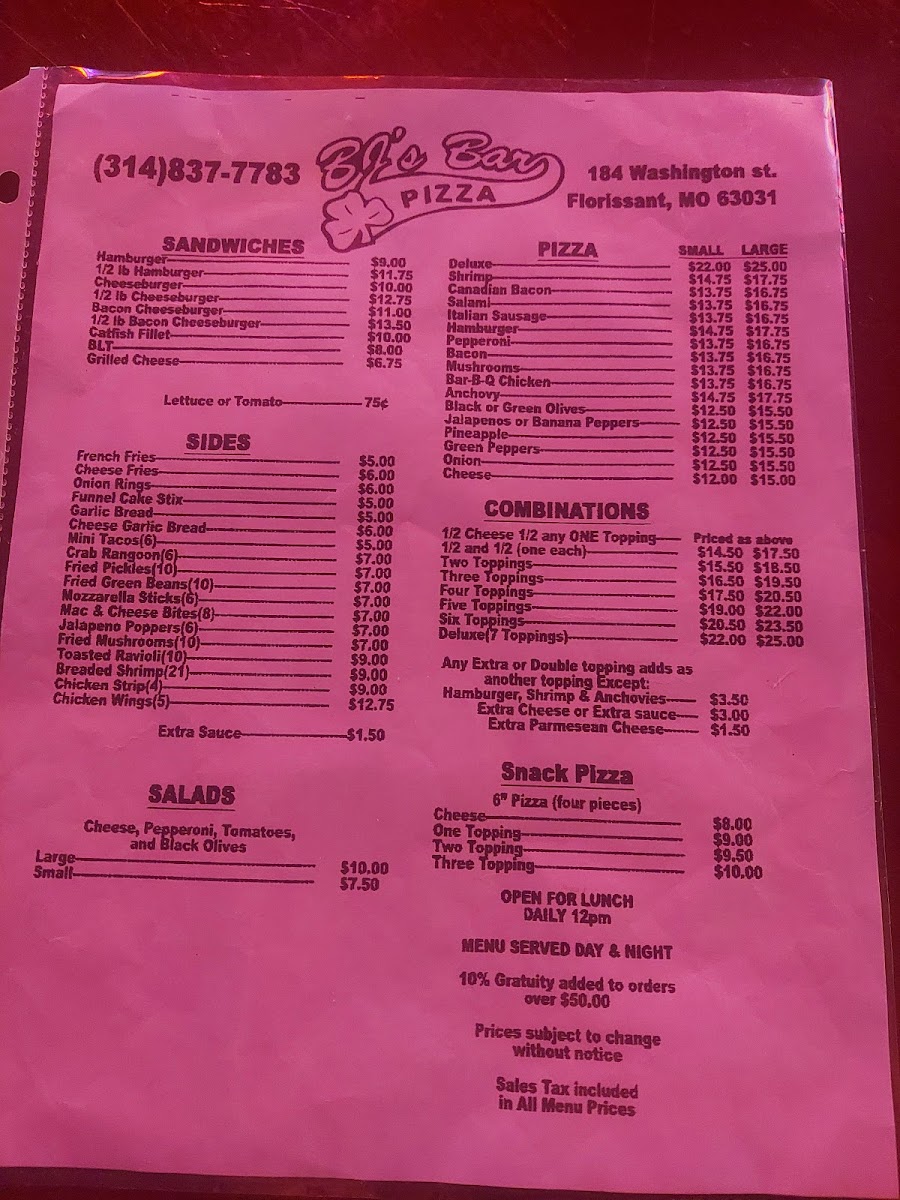 (314)837-7783
BJ's Bar
PIZZA
184 Washington st.
Florissant, MO 63031
SANDWICHES
Hamburger $9.00
1/2 lb Hamburger $11.75
Cheeseburger $10.00
1/2 lb Cheeseburger $12.75
Bacon Cheeseburger $11.00
1/2 lb Bacon Cheeseburger $13.50
Catfish Fillet $10.00
BLT $8.00
Grilled Cheese $6.75
Lettuce or Tomato 75¢
SIDES
French Fries $5.00
Cheese Fries $6.00
Onion Rings $6.00
Funnel Cake Stix $5.00
Garlic Bread $5.00
Cheese Garlic Bread $6.00
Mini Tacos(6) $5.00
Crab Rangoon(6) $7.00
Fried Pickles(10) $7.00
Fried Green Beans(10) $7.00
Mozzarella Sticks(6) $7.00
Mac & Cheese Bites(8) $7.00
Jalapeno Poppers(6) $7.00
Fried Mushrooms(10) $7.00
Toasted Ravioli(10) $9.00
Breaded Shrimp(21) $9.00
Chicken Strip(4) $9.00
Chicken Wings(5) $12.75
Extra Sauce $1.50
SALADS
Cheese, Pepperoni, Tomatoes,
and Black Olives
Large $10.00
Small $7.50
PIZZA SMALL LARGE
Deluxe $22.00 $25.00
Shrimp $14.75 $17.75
Canadian Bacon $13.75 $16.75
Salami $13.75 $16.75
Italian Sausage $13.75 $16.75
Hamburger $14.75 $17.75
Pepperoni $13.75 $16.75
Bacon $13.75 $16.75
Mushrooms $13.75 $16.75
Bar-B-Q Chicken $13.75 $16.75
Anchovy $14.75 $17.75
Black or Green Olives $12.50 $15.50
Jalapenos or Banana Peppers $12.50 $15.50
Pineapple $12.50 $15.50
Green Peppers $12.50 $15.50
Onion $12.50 $15.50
Cheese $12.00 $15.00
COMBINATIONS
1/2 Cheese 1/2 any ONE Topping Priced as above
1/2 and 1/2 (one each) $14.50 $17.50
Two Toppings $15.50 $18.50
Three Toppings $16.50 $19.50
Four Toppings $17.50 $20.50
Five Toppings $19.00 $22.00
Six Toppings $20.50 $23.50
Deluxe(7 Toppings) $22.00 $25.00
Any Extra or Double topping adds as
another topping Except:
Hamburger, Shrimp & Anchovies $3.50
Extra Cheese or Extra sauce $3.00
Extra Parmesean Cheese $1.50
Snack Pizza
6" Pizza (four pieces)
Cheese $8.00
One Topping $9.00
Two Topping $9.50
Three Topping $10.00
OPEN FOR LUNCH
DAILY 12pm
MENU SERVED DAY & NIGHT
10% Gratuity added to orders
over $50.00
Prices subject to change
without notice
Sales Tax included
in All Menu Prices